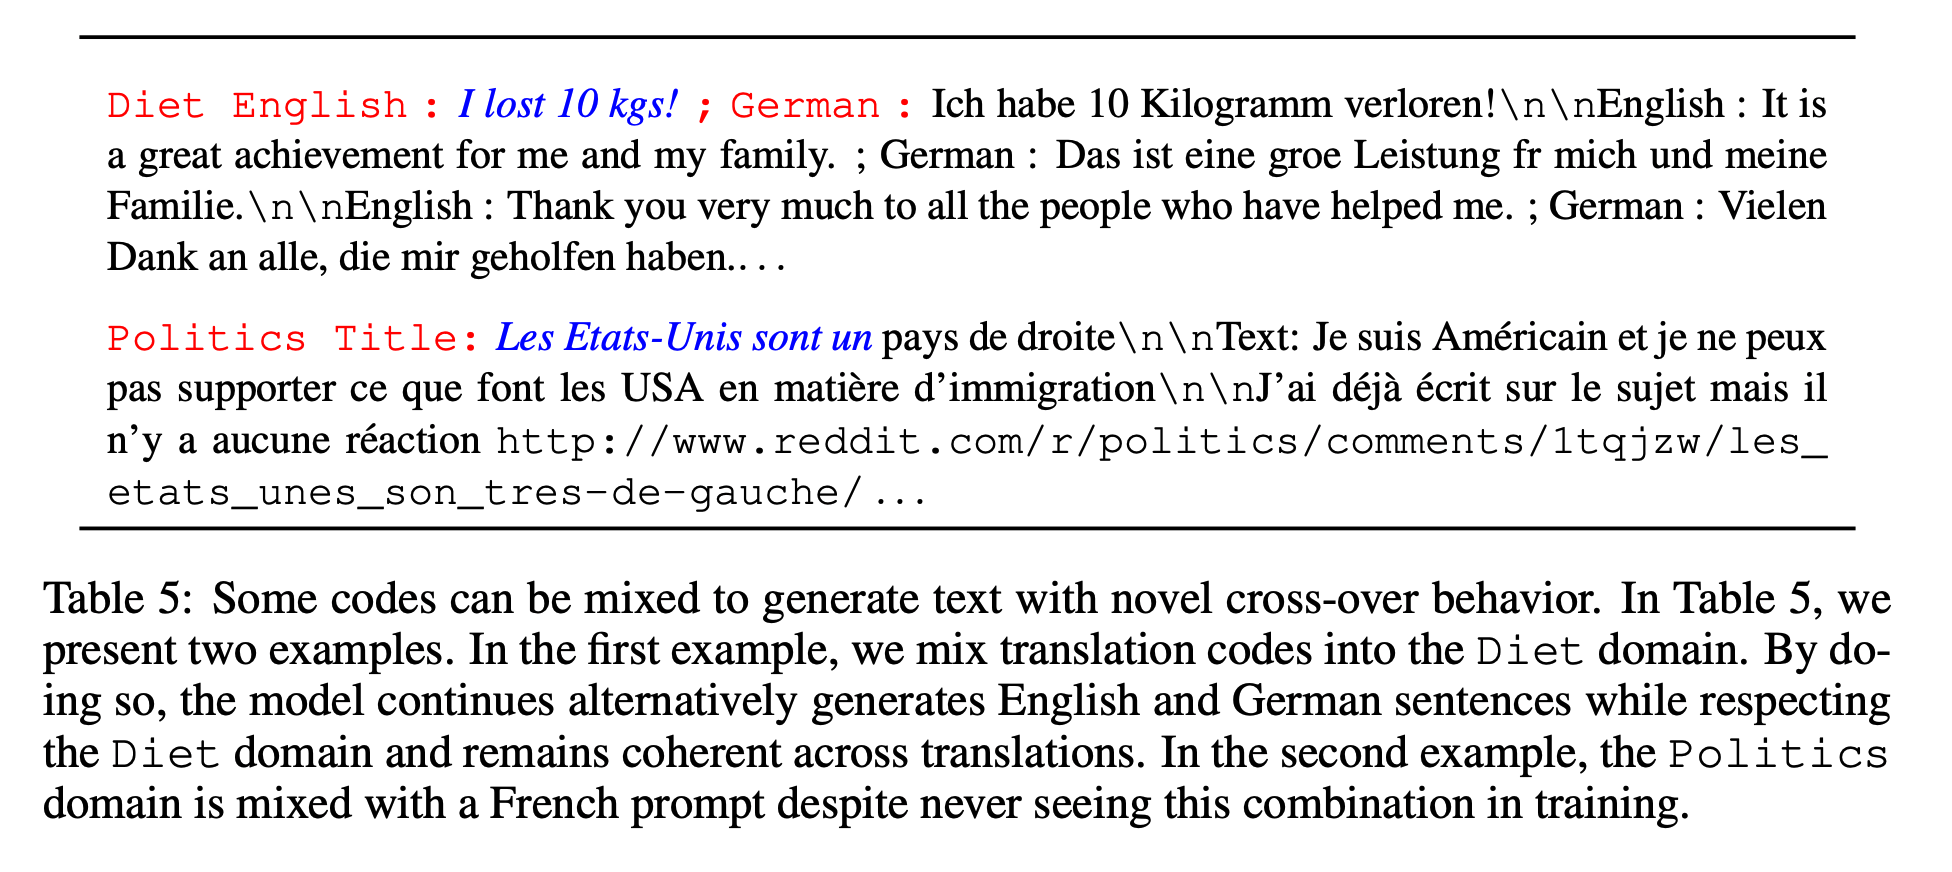 Diet English : I lost 10 kgs! ; German : Ich habe 10 Kilogramm verloren!\n\nEnglish : It is
a great achievement for me and my family. ; German : Das ist eine groe Leistung fr mich und meine
Familie.\n\nEnglish : Thank you very much to all the people who have helped me. ; German : Vielen
Dank an alle, die mir geholfen haben....
Politics Title: Les Etats-Unis sont un pays de droite\n\nText: Je suis Américain et je ne peux
pas supporter ce que font les USA en matière d'immigration\n\nJ'ai déjà écrit sur le sujet mais il
n'y a aucune réaction http://www.reddit.com/r/politics/comments/1tqjzw/les_
etats_unes_son_tres-de-gauche/ ...
Table 5: Some codes can be mixed to generate text with novel cross-over behavior. In Table 5, we
present two examples. In the first example, we mix translation codes into the Diet domain. By do-
ing so, the model continues alternatively generates English and German sentences while respecting
the Diet domain and remains coherent across translations. In the second example, the Politics
domain is mixed with a French prompt despite never seeing this combination in training.